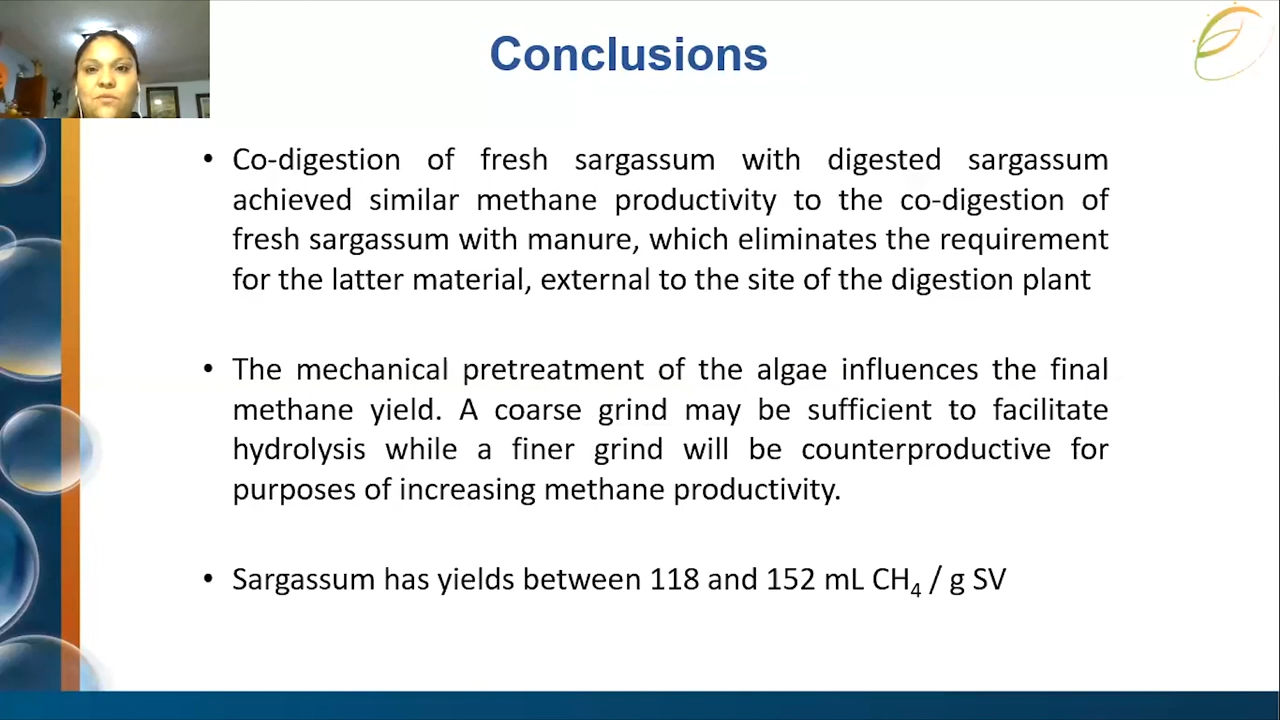 Conclusions
• Co-digestion of fresh sargassum with digested sargassum
achieved similar methane productivity to the co-digestion of
fresh sargassum with manure, which eliminates the requirement
for the latter material, external to the site of the digestion plant
• The mechanical pretreatment of the algae influences the final
methane yield. A coarse grind may be sufficient to facilitate
hydrolysis while a finer grind will be counterproductive for
purposes of increasing methane productivity.
• Sargassum has yields between 118 and 152 mL CH₄ / g SV